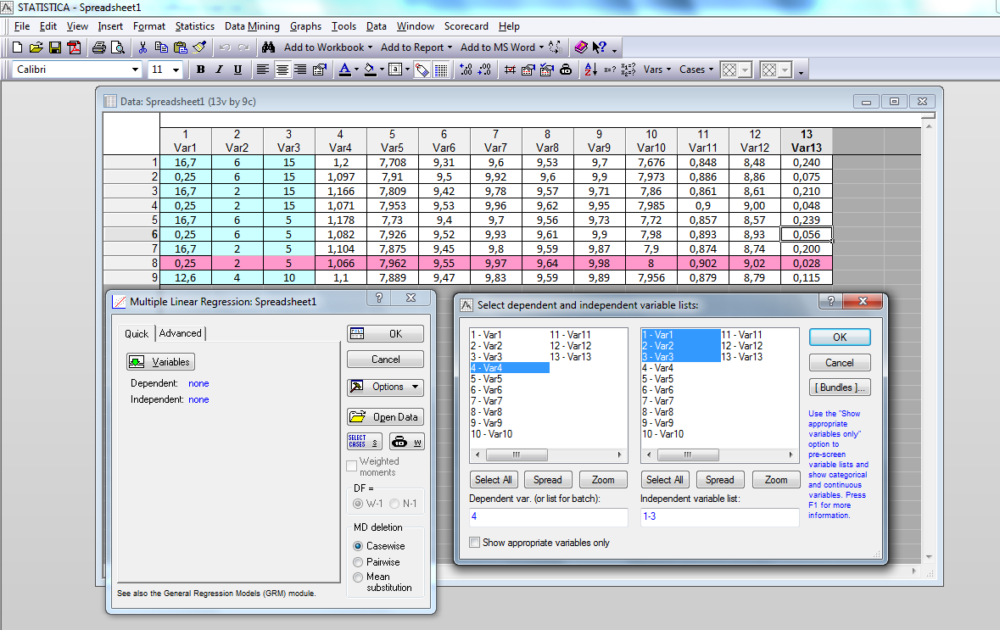 STATISTICA - Spreadsheet1
File Edit View Insert Format Statistics Data Mining Graphs Tools Data Window Scorecard Help
Add to Workbook Add to Report Add to MS Word
Calibri 11 B I U A Vars Cases
Data: Spreadsheet1 (13v by 9c)
1 2 3 4 5 6 7 8 9 10 11 12 13
Var1 Var2 Var3 Var4 Var5 Var6 Var7 Var8 Var9 Var10 Var11 Var12 Var13
1 16,7 6 15 1,2 7,708 9,31 9,6 9,53 9,7 7,676 0,848 8,48 0,240
2 0,25 6 15 1,097 7,91 9,5 9,92 9,6 9,9 7,973 0,886 8,86 0,075
3 16,7 2 15 1,166 7,809 9,42 9,78 9,57 9,71 7,86 0,861 8,61 0,210
4 0,25 2 15 1,071 7,953 9,53 9,96 9,62 9,95 7,985 0,9 9,00 0,048
5 16,7 6 5 1,178 7,73 9,4 9,7 9,56 9,73 7,72 0,857 8,57 0,239
6 0,25 6 5 1,082 7,926 9,52 9,93 9,61 9,9 7,98 0,893 8,93 0,056
7 16,7 2 5 1,104 7,875 9,45 9,8 9,59 9,87 7,9 0,874 8,74 0,200
8 0,25 2 5 1,066 7,962 9,55 9,97 9,64 9,98 8 0,902 9,02 0,028
9 12,6 4 10 1,1 7,889 9,47 9,83 9,59 9,89 7,956 0,879 8,79 0,115
Multiple Linear Regression: Spreadsheet1
Quick Advanced
Variables
Dependent: none
Independent: none
OK
Cancel
Options
Open Data
SELECT CASES S W
Weighted
moments
DF =
W-1 N-1
MD deletion
Casewise
Pairwise
Mean
substitution
See also the General Regression Models (GRM) module.
Select dependent and independent variable lists:
1 - Var1 11 - Var11
2 - Var2 12 - Var12
3 - Var3 13 - Var13
4 - Var4
5 - Var5
6 - Var6
7 - Var7
8 - Var8
9 - Var9
10 - Var10
Select All Spread Zoom
Dependent var. (or list for batch):
4
Show appropriate variables only
1 - Var1 11 - Var11
2 - Var2 12 - Var12
3 - Var3 13 - Var13
4 - Var4
5 - Var5
6 - Var6
7 - Var7
8 - Var8
9 - Var9
10 - Var10
Select All Spread Zoom
Independent variable list:
1-3
OK
Cancel
[ Bundles ]...
Use the "Show
appropriate
variables only"
option to
pre-screen
variable lists and
show categorical
and continuous
variables. Press
F1 for more
information.